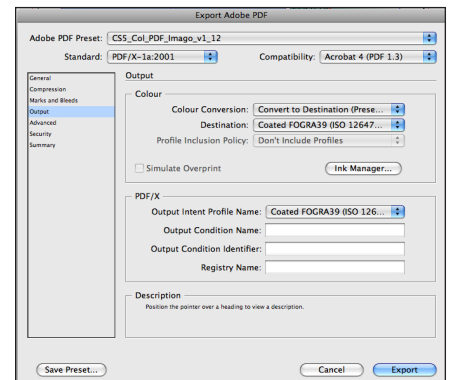 Export Adobe PDF
Adobe PDF Preset: CS5_Col_PDF_Imago_v1_12
Standard: PDF/X-1a:2001 Compatibility: Acrobat 4 (PDF 1.3)
General
Compression
Marks and Bleeds
Output
Advanced
Security
Summary
Output
Colour
Colour Conversion: Convert to Destination (Prese...
Destination: Coated FOGRA39 (ISO 12647...
Profile Inclusion Policy: Don't Include Profiles
Simulate Overprint Ink Manager...
PDF/X
Output Intent Profile Name: Coated FOGRA39 (ISO 126...
Output Condition Name:
Output Condition Identifier:
Registry Name:
Description
Position the pointer over a heading to view a description.
Save Preset... Cancel Export